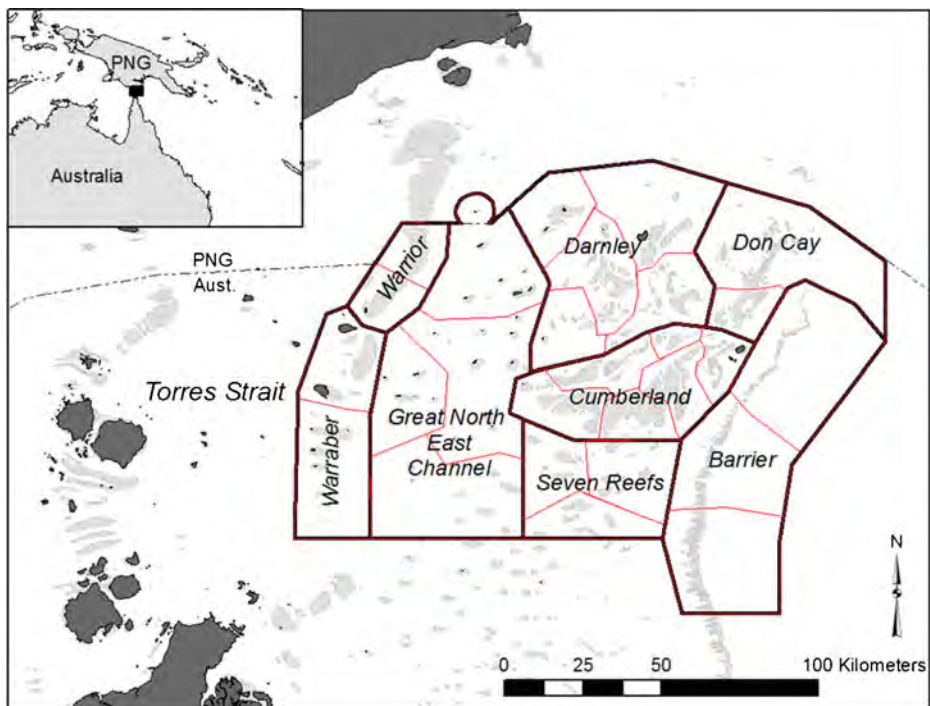 PNG
Australia
PNG
Aust.
Warrior
Darnley
Don Cay
Torres Strait
Warraber
Great North
East
Channel
Cumberland
Seven Reefs
Barrier
N
0 25 50 100 Kilometers